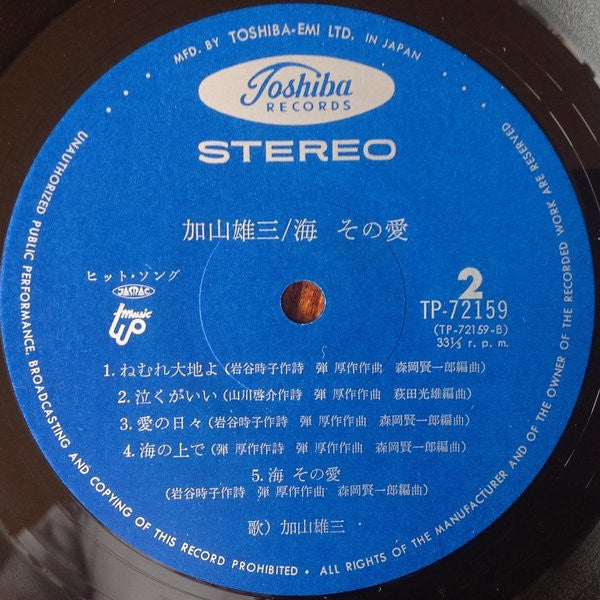 MFD. BY TOSHIBA-EMI LTD. IN JAPAN
Toshiba
RECORDS
STEREO
加山雄三/海 その愛
ヒット・ソング
JASRAC
music
up
2
TP-72159
(TP-72159-B)
33⅓ r. p. m.
1. ねむれ大地よ (岩谷時子作詩 弾 厚作作曲 森岡賢一郎編曲)
2. 泣くがいい (山川啓介作詩 弾 厚作作曲 萩田光雄編曲)
3. 愛の日々 (岩谷時子作詩 弾 厚作作曲 森岡賢一郎編曲)
4. 海の上で (弾 厚作作詩 弾 厚作作曲 森岡賢一郎編曲)
5. 海 その愛
(岩谷時子作詩 弾 厚作作曲 森岡賢一郎編曲)
歌) 加山雄三
UNAUTHORIZED PUBLIC PERFORMANCE, BROADCASTING AND COPYING OF THIS RECORD PROHIBITED • ALL RIGHTS OF THE MANUFACTURER AND OF THE OWNER OF THE RECORDED WORK ARE RESERVED